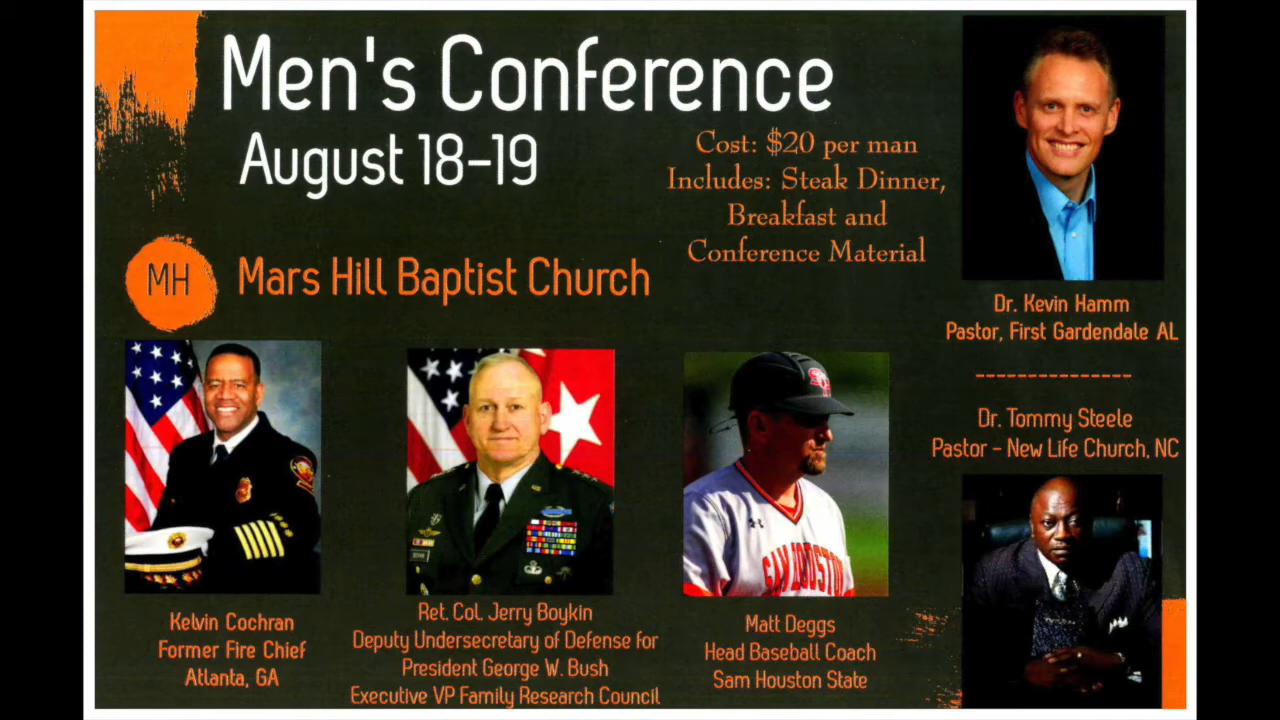 Men's Conference
August 18-19
Cost: $20 per man
Includes: Steak Dinner,
Breakfast and
Conference Material
MH
Mars Hill Baptist Church
Dr. Kevin Hamm
Pastor, First Gardendale AL
---------------
Dr. Tommy Steele
Pastor - New Life Church, NC
Kelvin Cochran
Former Fire Chief
Atlanta, GA
Ret. Col. Jerry Boykin
Deputy Undersecretary of Defense for
President George W. Bush
Executive VP Family Research Council
SAM HOUSTON
Matt Deggs
Head Baseball Coach
Sam Houston State